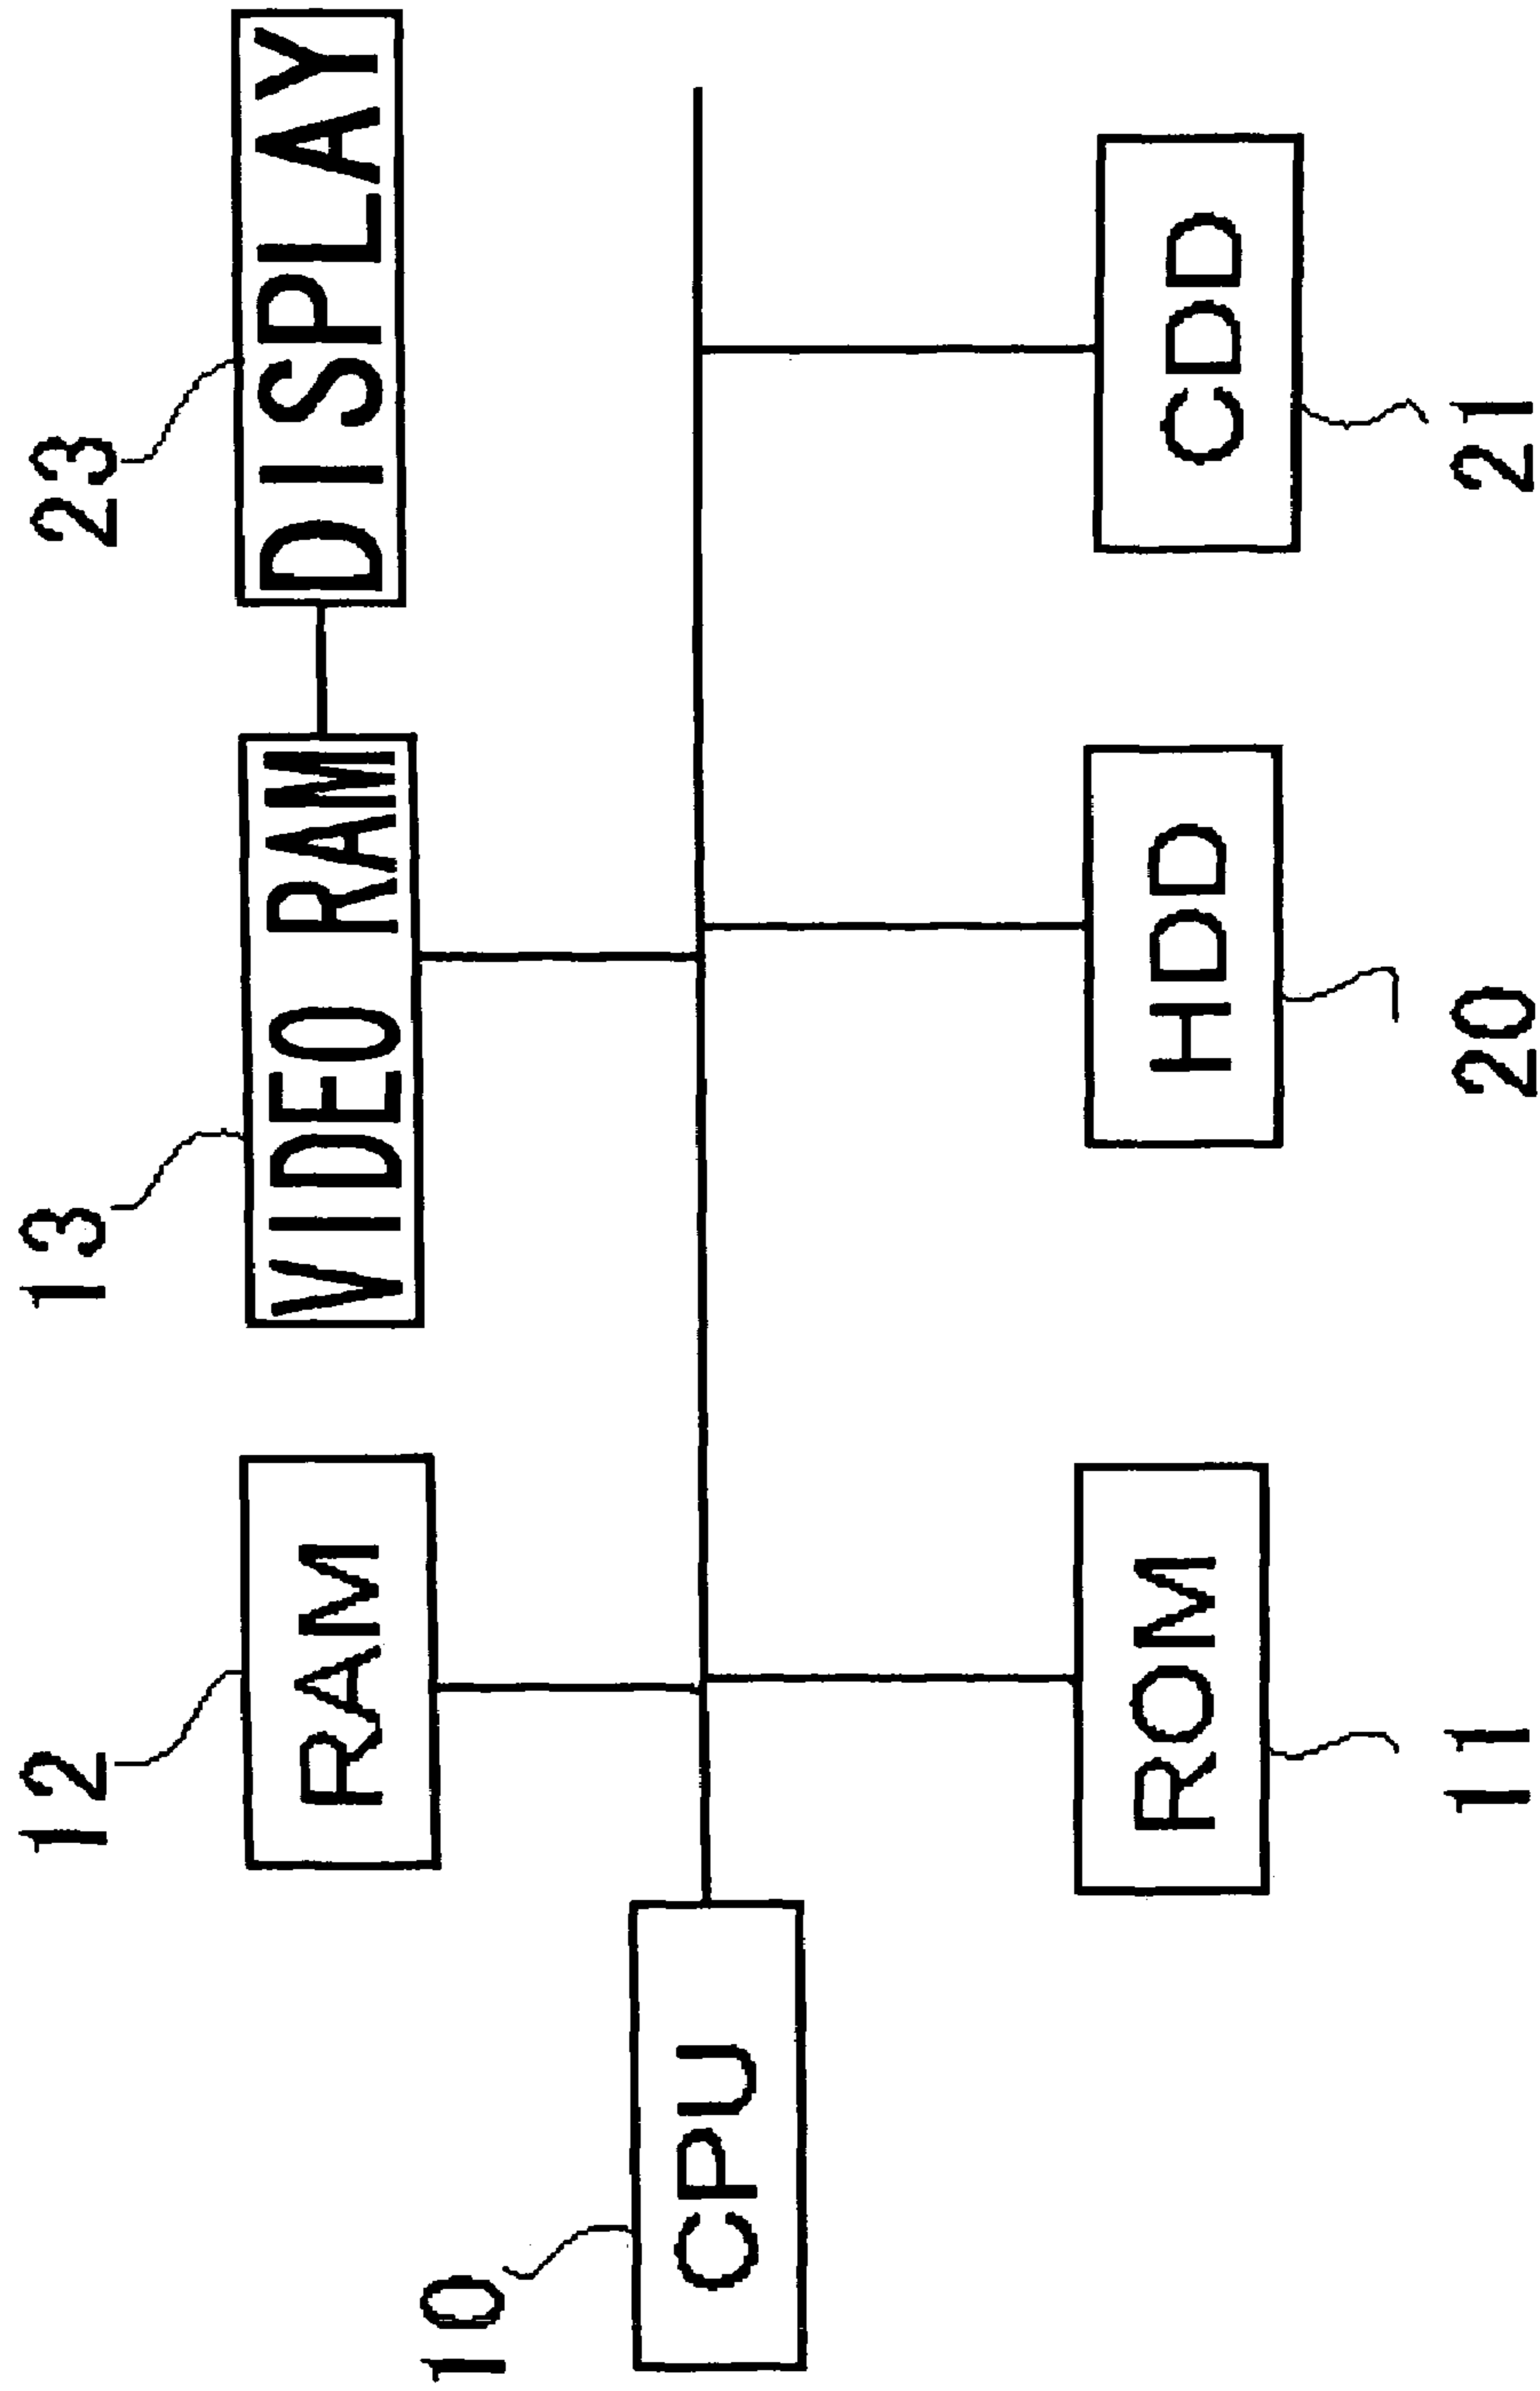 12
13
23
RAM
VIDEO RAM
DISPLAY
10
CPU
ROM
HDD
CDD
11
20
21